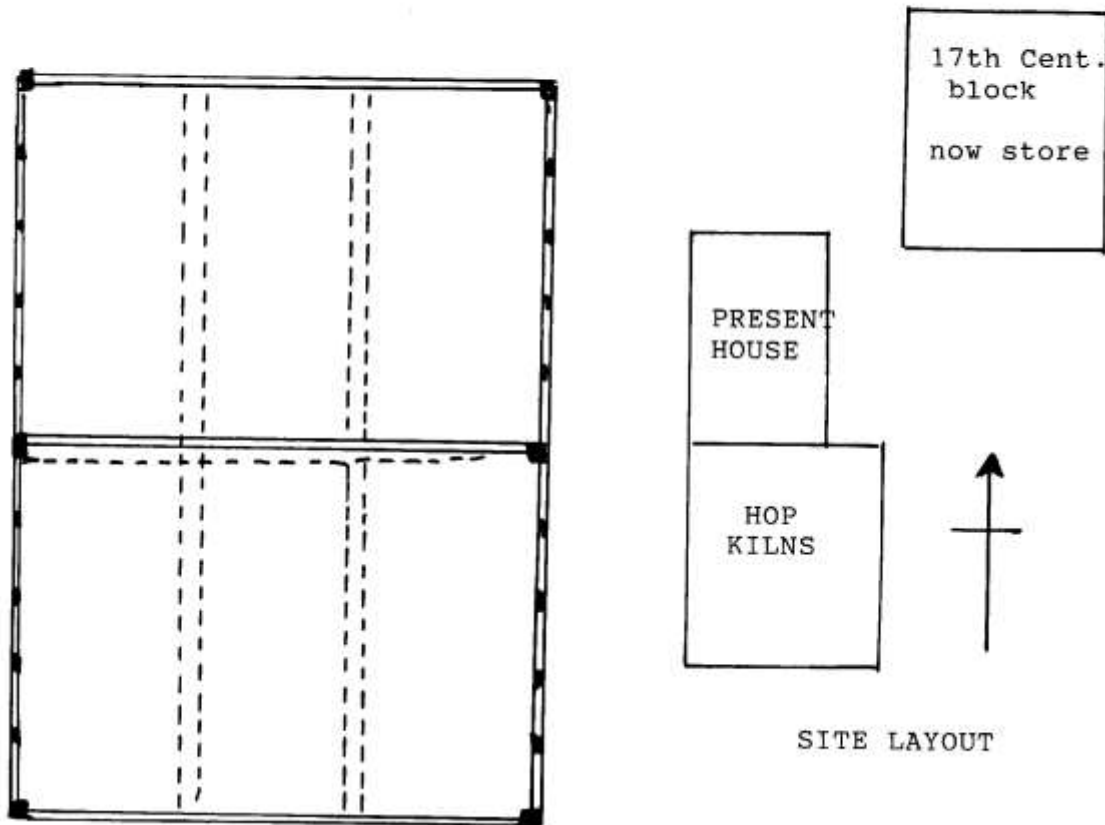 17th Cent.
block
now store
PRESENT
HOUSE
HOP
KILNS
SITE LAYOUT